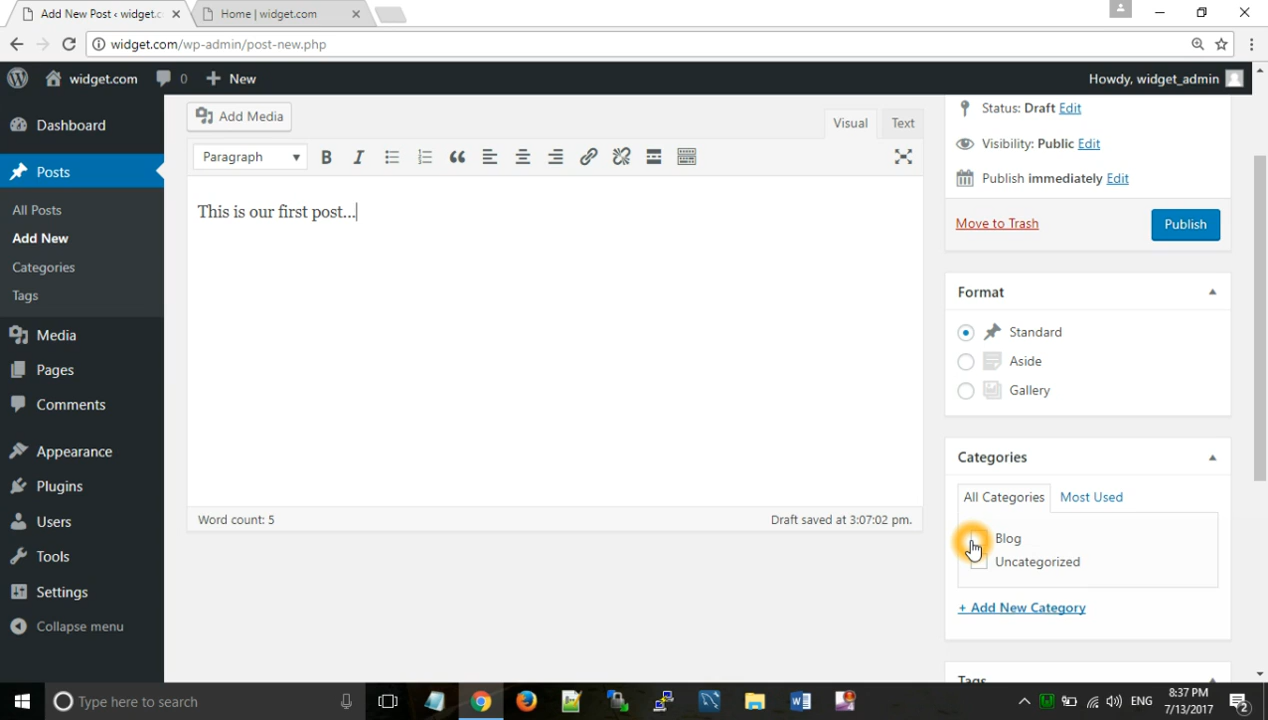 Add New Post ‹ widget.c
Home | widget.com
widget.com/wp-admin/post-new.php
widget.com
0
New
Howdy, widget_admin
Dashboard
Posts
All Posts
Add New
Categories
Tags
Media
Pages
Comments
Appearance
Plugins
Users
Tools
Settings
Collapse menu
Add Media
Visual
Text
Paragraph
B I
This is our first post...
Word count: 5
Draft saved at 3:07:02 pm.
Status: Draft Edit
Visibility: Public Edit
Publish immediately Edit
Move to Trash
Publish
Format
Standard
Aside
Gallery
Categories
All Categories
Most Used
Blog
Uncategorized
+ Add New Category
Tags
Type here to search
ENG
8:37 PM
7/13/2017
2